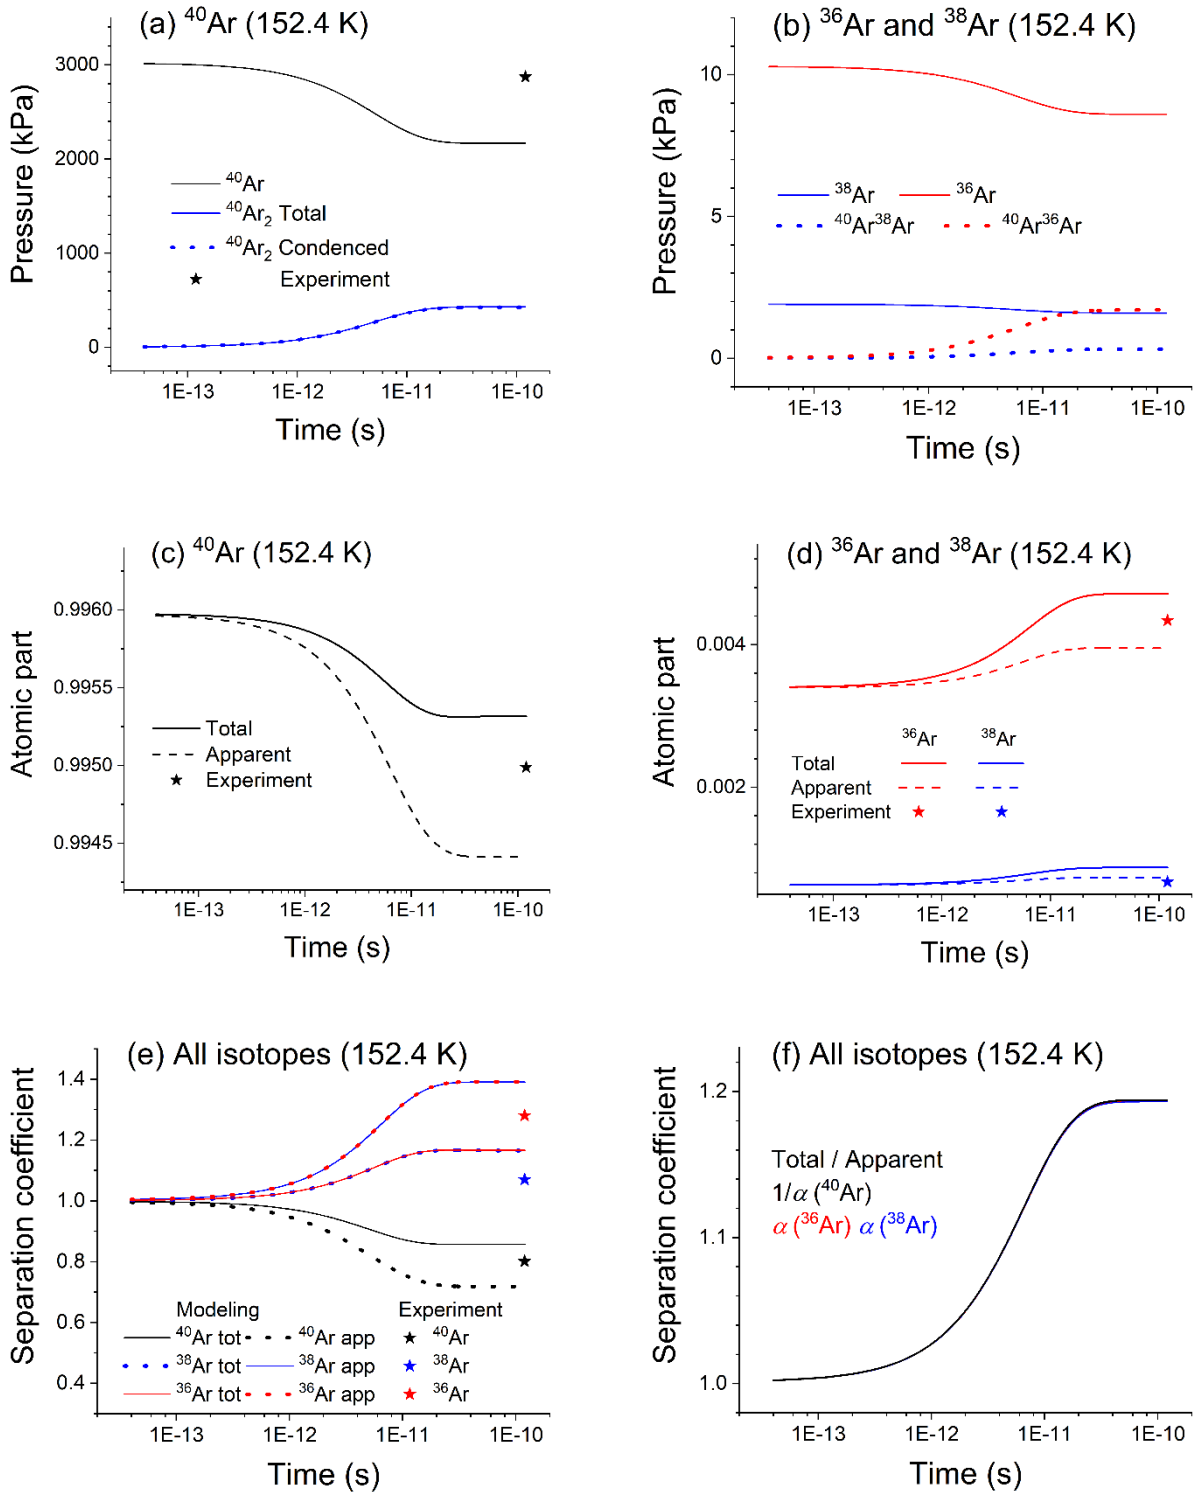 (a) ⁴⁰Ar (152.4 K)
Pressure (kPa)
3000
2000
1000
0
⁴⁰Ar
⁴⁰Ar₂ Total
⁴⁰Ar₂ Condenced
Experiment
1E-13 1E-12 1E-11 1E-10
Time (s)
(b) ³⁶Ar and ³⁸Ar (152.4 K)
Pressure (kPa)
10
5
0
³⁸Ar ³⁶Ar
⁴⁰Ar³⁸Ar ⁴⁰Ar³⁶Ar
1E-13 1E-12 1E-11 1E-10
Time (s)
(c) ⁴⁰Ar (152.4 K)
Atomic part
0.9960
0.9955
0.9950
0.9945
Total
Apparent
Experiment
1E-13 1E-12 1E-11 1E-10
Time (s)
(d) ³⁶Ar and ³⁸Ar (152.4 K)
Atomic part
0.004
0.002
³⁶Ar ³⁸Ar
Total
Apparent
Experiment
1E-13 1E-12 1E-11 1E-10
Time (s)
(e) All isotopes (152.4 K)
Separation coefficient
1.4
1.2
1.0
0.8
0.6
0.4
Modeling Experiment
⁴⁰Ar tot ⁴⁰Ar app ⁴⁰Ar
³⁸Ar tot ³⁸Ar app ³⁸Ar
³⁶Ar tot ³⁶Ar app ³⁶Ar
1E-13 1E-12 1E-11 1E-10
Time (s)
(f) All isotopes (152.4 K)
Separation coefficient
1.2
1.1
1.0
Total / Apparent
1/α (⁴⁰Ar)
α (³⁶Ar) α (³⁸Ar)
1E-13 1E-12 1E-11 1E-10
Time (s)